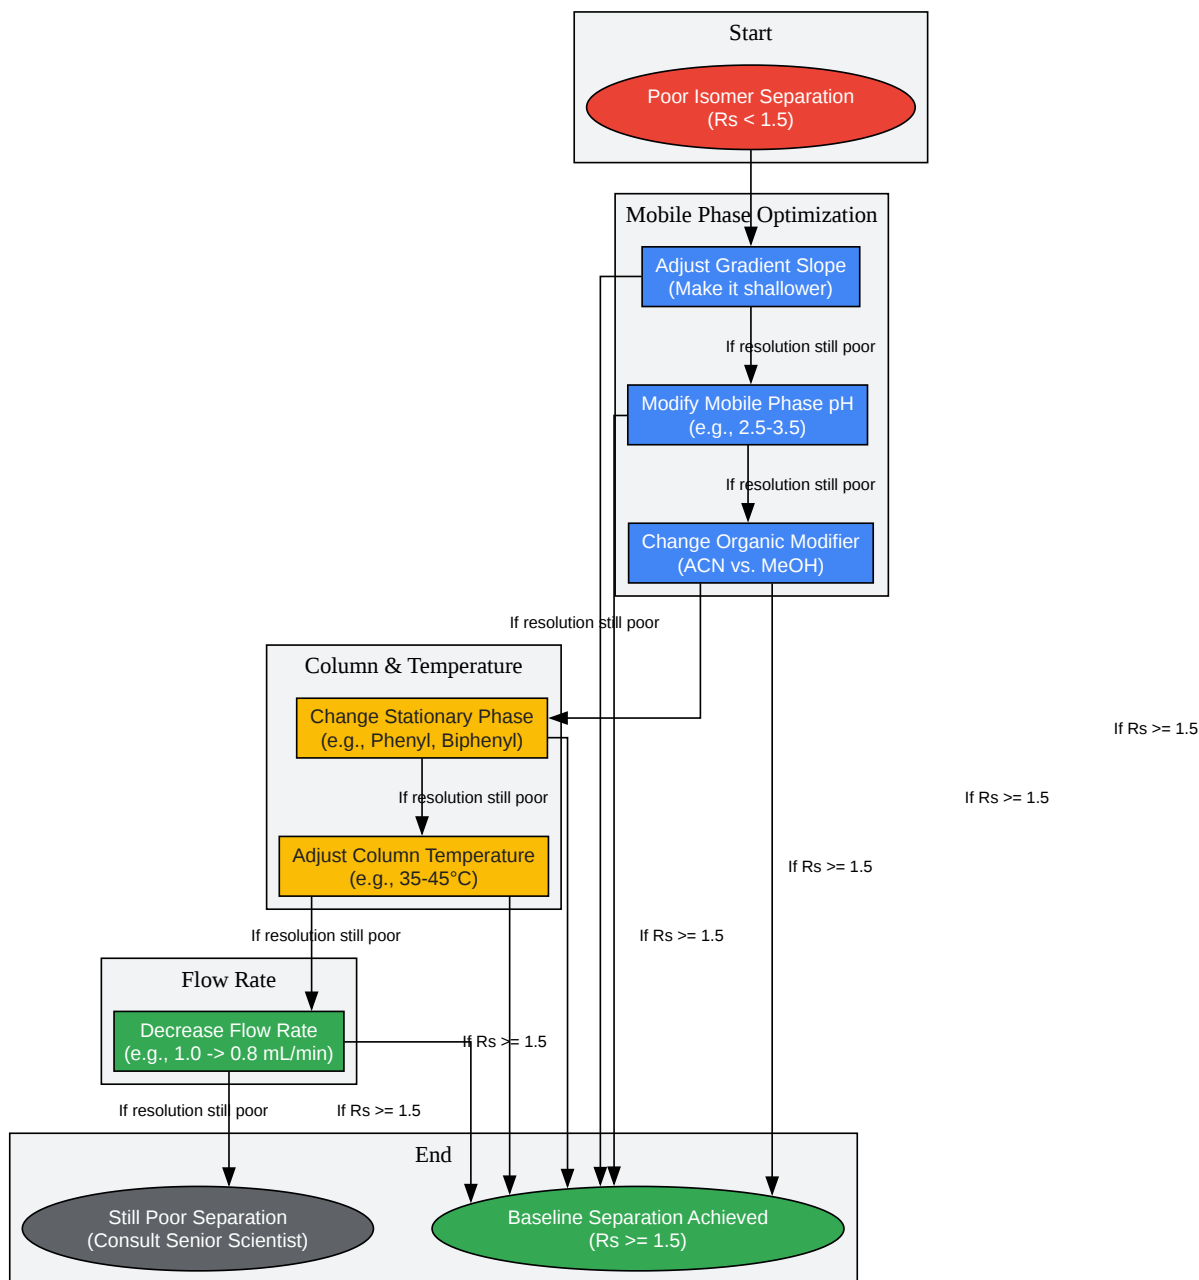 Start
Poor Isomer Separation
(Rs < 1.5)
Mobile Phase Optimization
Adjust Gradient Slope
(Make it shallower)
If resolution still poor
Modify Mobile Phase pH
(e.g., 2.5-3.5)
If resolution still poor
Change Organic Modifier
(ACN vs. MeOH)
If resolution still poor
Column & Temperature
Change Stationary Phase
(e.g., Phenyl, Biphenyl)
If Rs >= 1.5
If resolution still poor
If Rs >= 1.5
Adjust Column Temperature
(e.g., 35-45°C)
If Rs >= 1.5
If resolution still poor
If Rs >= 1.5
Flow Rate
Decrease Flow Rate
(e.g., 1.0 -> 0.8 mL/min)
If Rs >= 1.5
If resolution still poor
If Rs >= 1.5
End
Still Poor Separation
(Consult Senior Scientist)
Baseline Separation Achieved
(Rs >= 1.5)